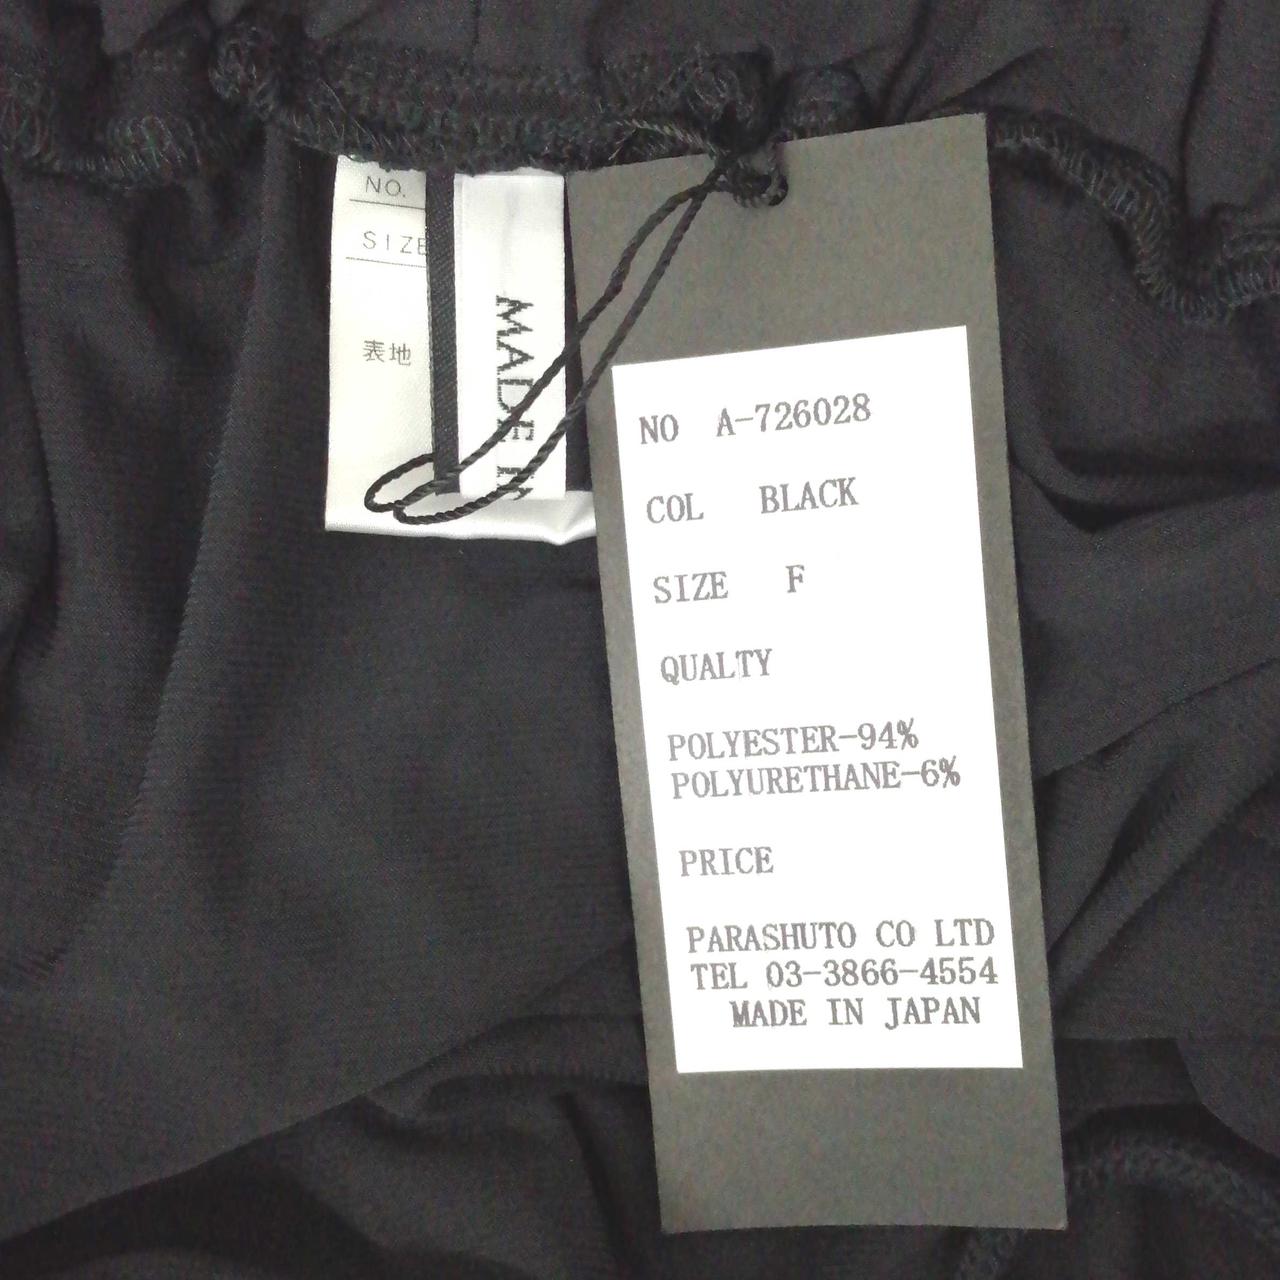 NO.
SIZE
表地
MADE I
NO A-726028
COL BLACK
SIZE F
QUALTY
POLYESTER-94%
POLYURETHANE-6%
PRICE
PARASHUTO CO LTD
TEL 03-3866-4554
MADE IN JAPAN